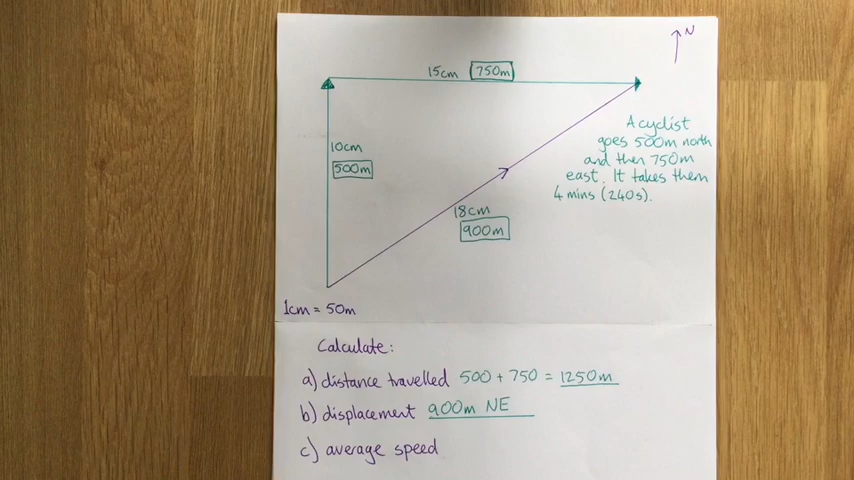 N
15cm 750m
A cyclist
goes 500m north
and then 750m
east. It takes them
4 mins (240s).
10cm
500m
18cm
900m
1cm = 50m
Calculate:
a) distance travelled 500 + 750 = 1250m
b) displacement 900m NE
c) average speed